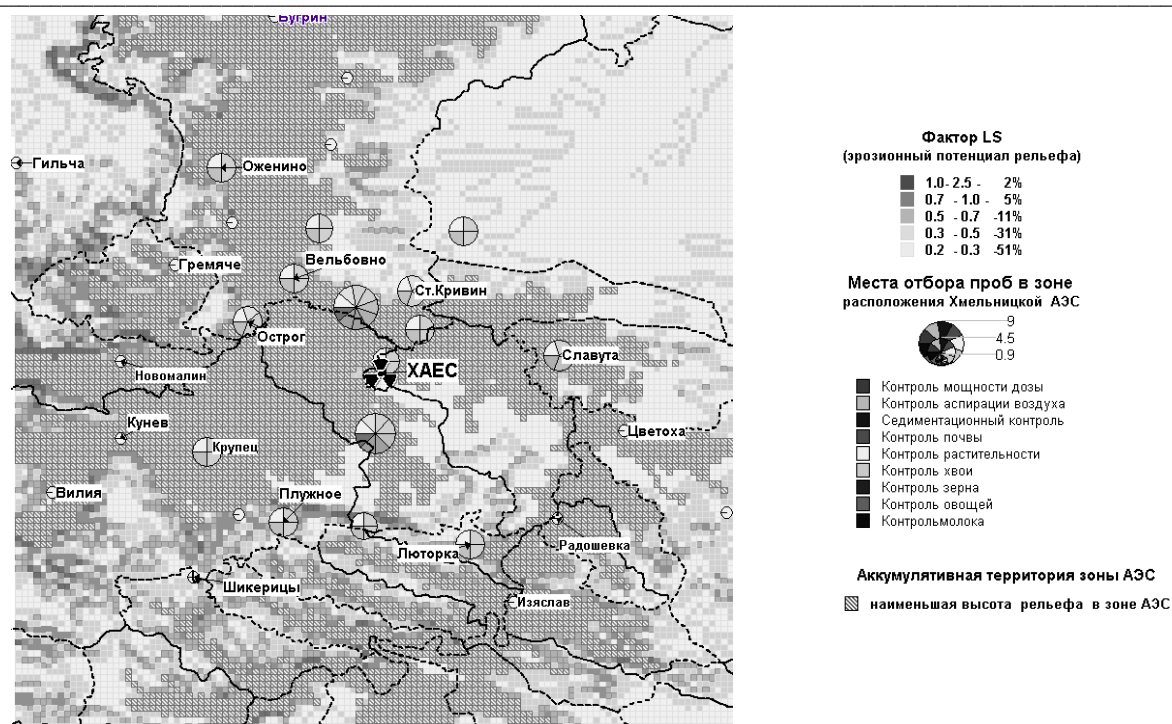 Бугрин
Гильча
Оженино
Гремяче
Вельбовно
Ст.Кривин
Острог
ХАЕС
Славута
Новомалин
Кунев
Крупец
Цветоха
Вилия
Плужное
Люторка
Радошевка
Шикерицы
Изяслав
Фактор LS
(эрозионный потенциал рельефа)
1.0- 2.5 - 2%
0.7 - 1.0 - 5%
0.5 - 0.7 -11%
0.3 - 0.5 -31%
0.2 - 0.3 -51%
Места отбора проб в зоне
расположения Хмельницкой АЭС
9
4.5
0.9
Контроль мощности дозы
Контроль аспирации воздуха
Седиментационный контроль
Контроль почвы
Контроль растительности
Контроль хвои
Контроль зерна
Контроль овощей
Контрольмолока
Аккумулятивная территория зоны АЭС
наименьшая высота рельефа в зоне АЭС